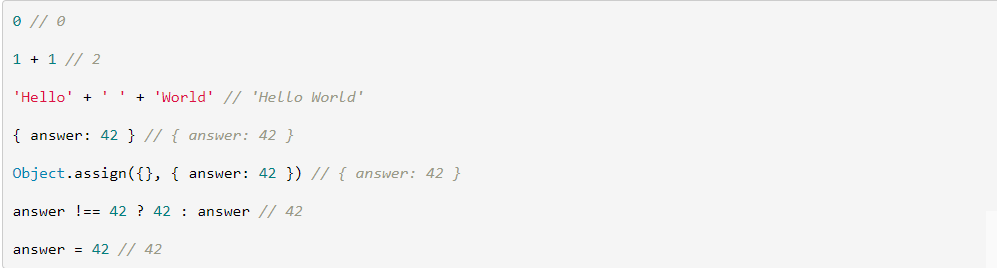 0 // 0
1 + 1 // 2
'Hello' + ' ' + 'World' // 'Hello World'
{ answer: 42 } // { answer: 42 }
Object.assign({}, { answer: 42 }) // { answer: 42 }
answer !== 42 ? 42 : answer // 42
answer = 42 // 42